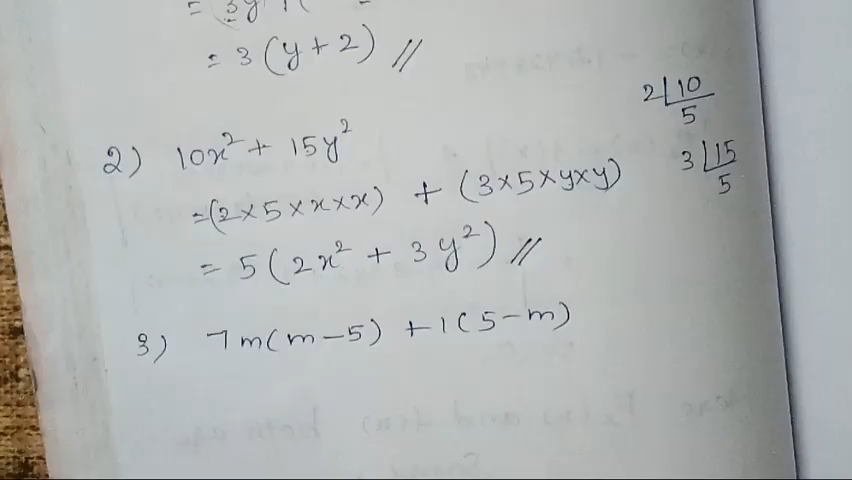 = 3(y + 2) //
2) 10x² + 15y²
= (2×5×x×x) + (3×5×y×y)
= 5(2x² + 3y²) //
3) 7m(m-5) + 1(5-m)
2 | 10
5
3 | 15
5